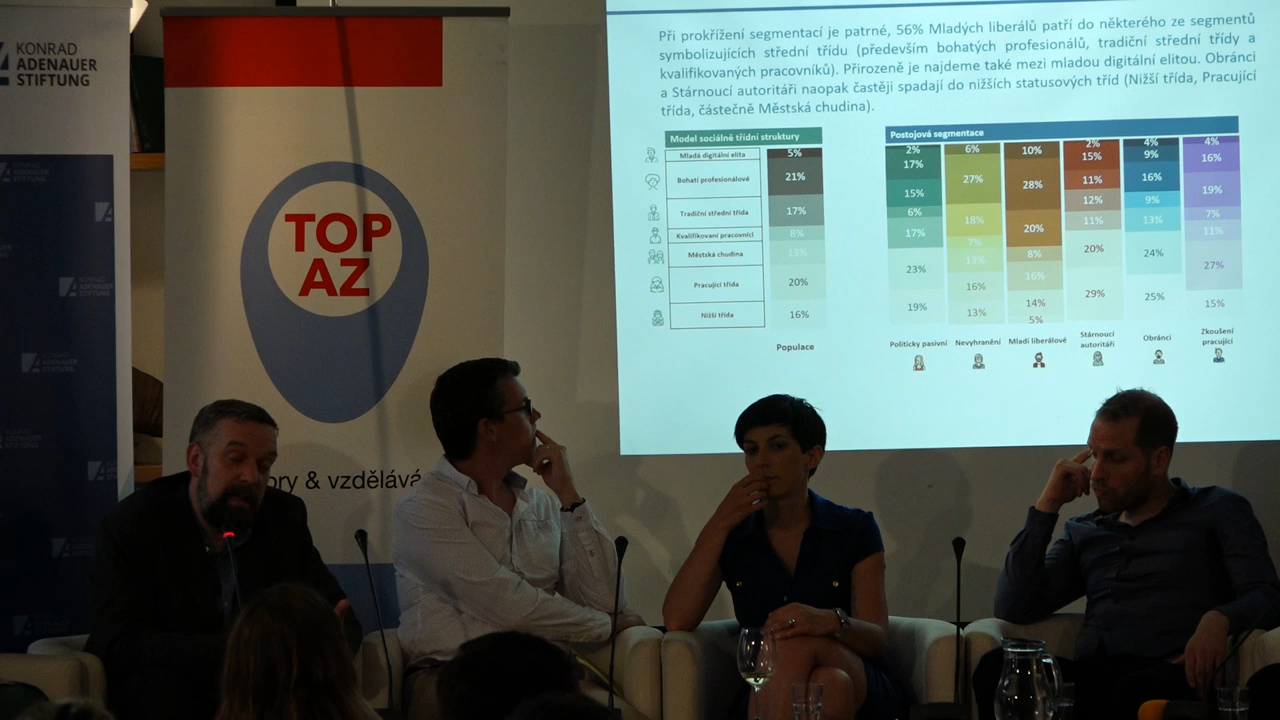 KONRAD
ADENAUER
STIFTUNG
TOP
AZ
ory & vzdělává
Při prokřížení segmentací je patrné, 56% Mladých liberálů patří do některého ze segmentů
symbolizujících střední třídu (především bohatých profesionálů, tradiční střední třídy a
kvalifikovaných pracovníků). Přirozeně je najdeme také mezi mladou digitální elitou. Obránci
a Stárnoucí autoritáři naopak častěji spadají do nižších statusových tříd (Nižší třída, Pracující
třída, částečně Městská chudina).
Model sociálně třídní struktury
Mladá digitální elita 5%
Bohatí profesionálové 21%
Tradiční střední třída 17%
Kvalifikovaní pracovníci 8%
Městská chudina 13%
Pracující třída 20%
Nižší třída 16%
Populace
Postojová segmentace
2% 6% 10% 2% 4% 4%
17% 27% 28% 15% 9% 16%
15% 18% 20% 11% 16% 19%
6% 7% 8% 12% 9% 7%
17% 13% 16% 11% 13% 11%
23% 16% 14% 20% 24% 27%
19% 13% 5% 29% 25% 15%
Politicky pasivní
Nevyhranění
Mladí liberálové
Stárnoucí
autoritáři
Obránci
Zkoušení
pracující